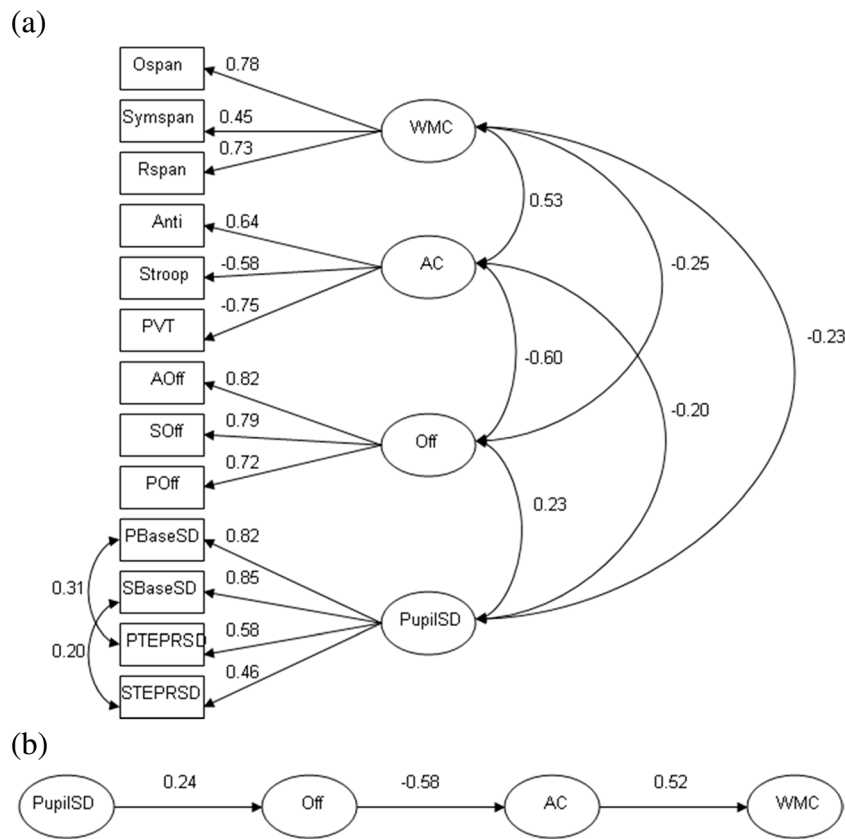 (a)
Ospan
0.78
Symspan
0.45
WMC
Rspan
0.73
0.53
Anti
0.64
AC
-0.25
Stroop
-0.58
PVT
-0.75
-0.23
-0.60
AOff
0.82
-0.20
SOff
0.79
Off
POff
0.72
0.23
PBaseSD
0.82
0.31
SBaseSD
0.85
PupilSD
PTEPRSD
0.58
0.20
STEPRSD
0.46
(b)
PupilSD
0.24
Off
-0.58
AC
0.52
WMC